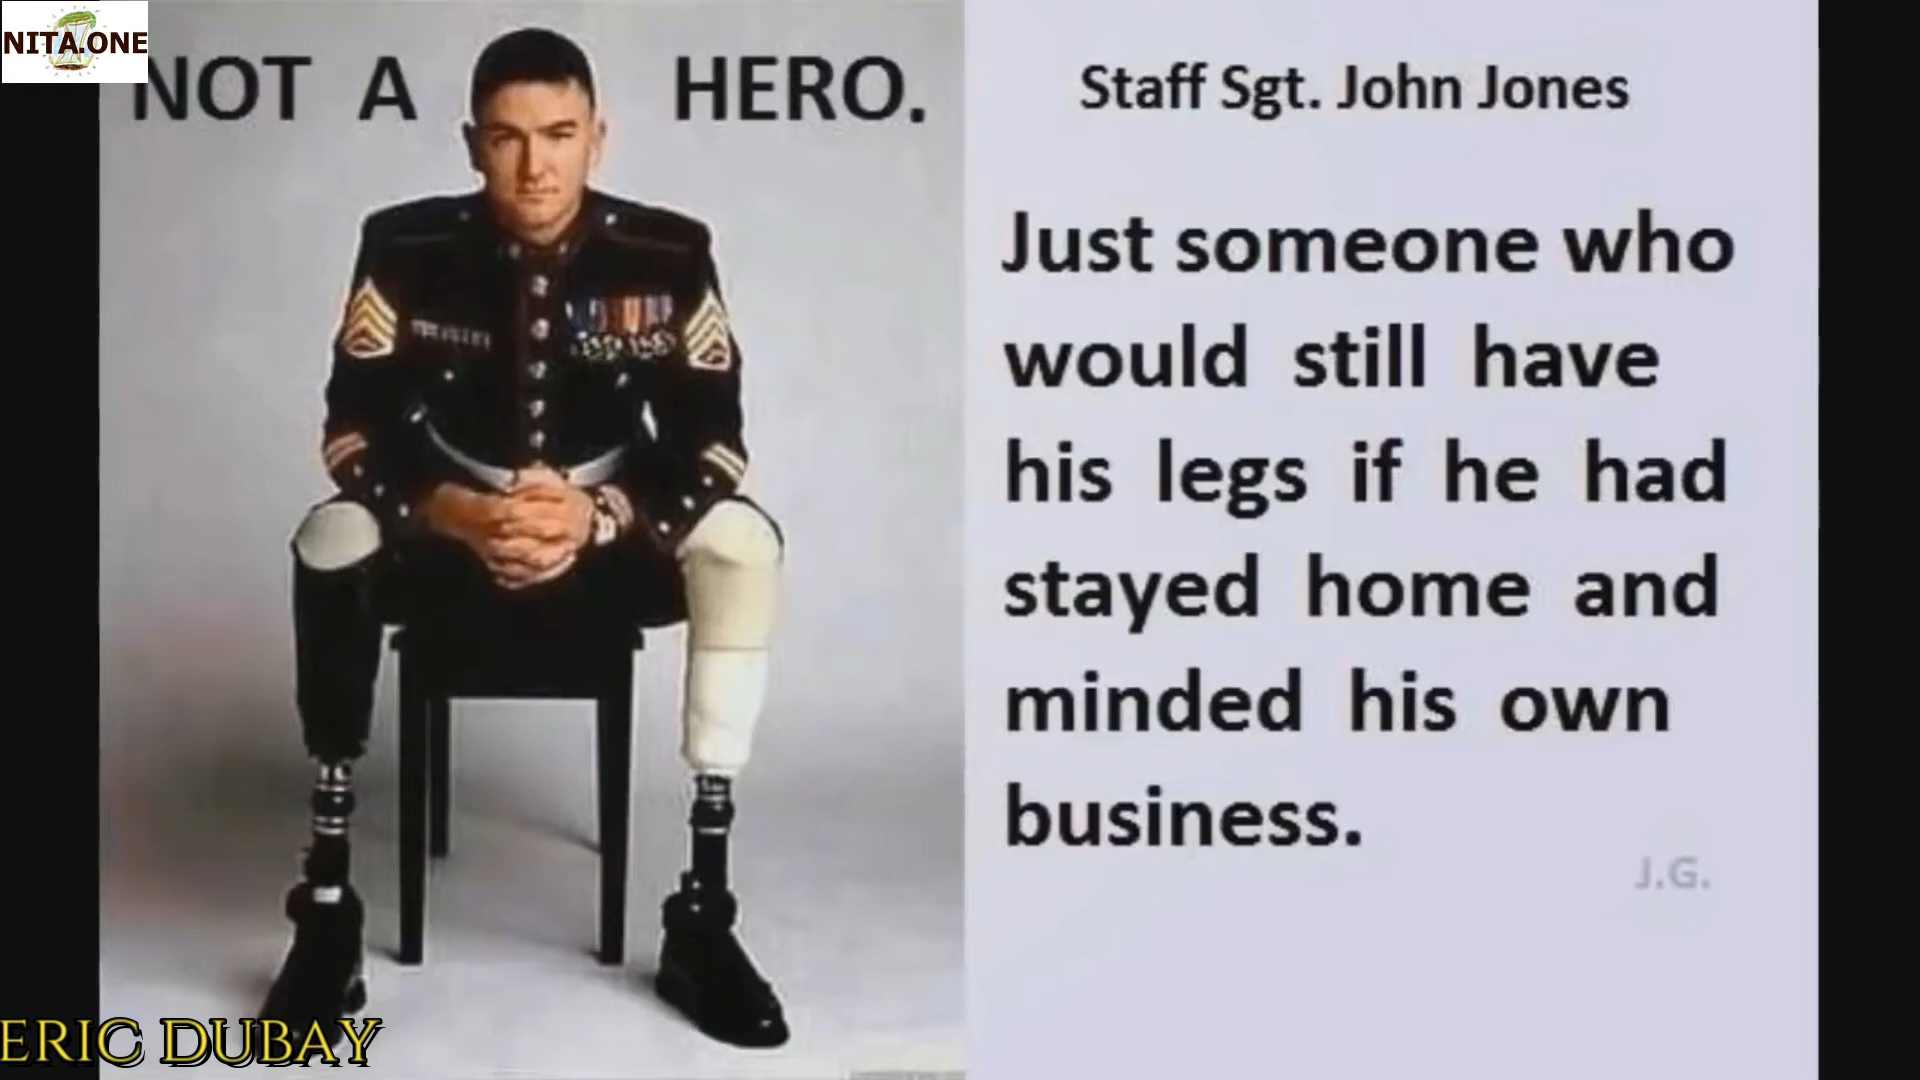 NITA.ONE
NOT A HERO.
Staff Sgt. John Jones
Just someone who
would still have
his legs if he had
stayed home and
minded his own
business.
J.G.
ERIC DUBAY